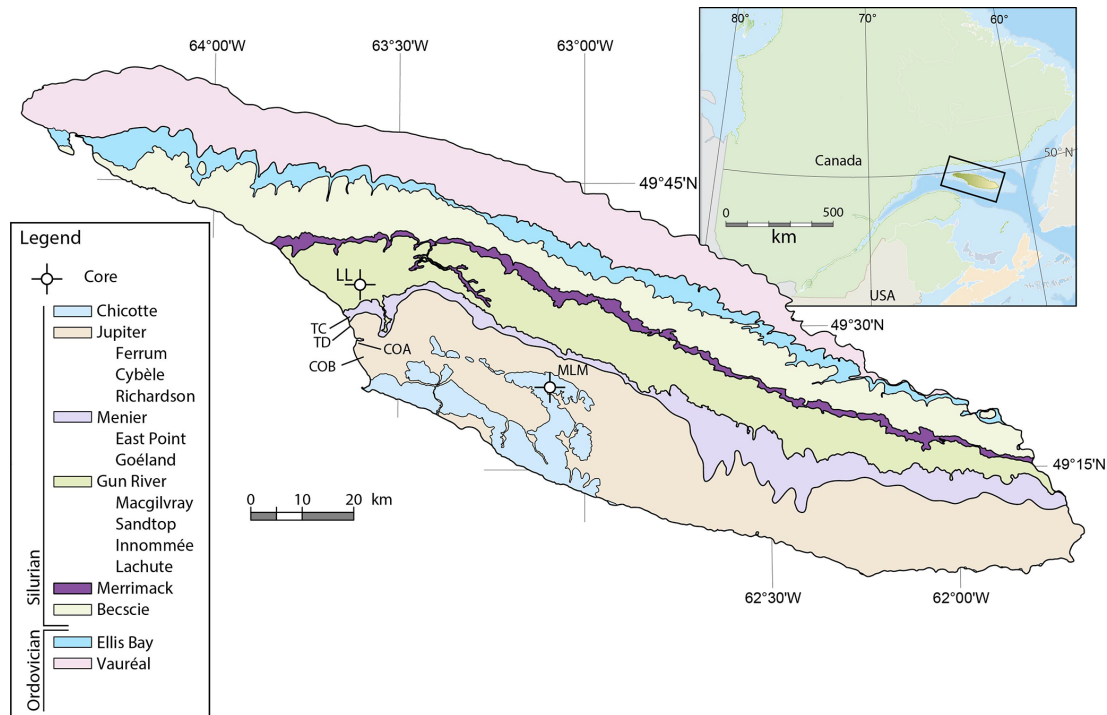 80°
70°
60°
64°00'W
63°30'W
63°00'W
Canada
50° N
49°45'N
0
500
km
USA
Legend
Core
Chicotte
Jupiter
Ferrum
Cybèle
Richardson
Menier
East Point
Goéland
Gun River
Macgilvray
Sandtop
Innommée
Lachute
Merrimack
Becscie
Ellis Bay
Vauréal
Silurian
Ordovician
LL
TC
TD
COA
COB
MLM
49°30'N
49°15'N
0 10 20 km
62°30'W
62°00'W